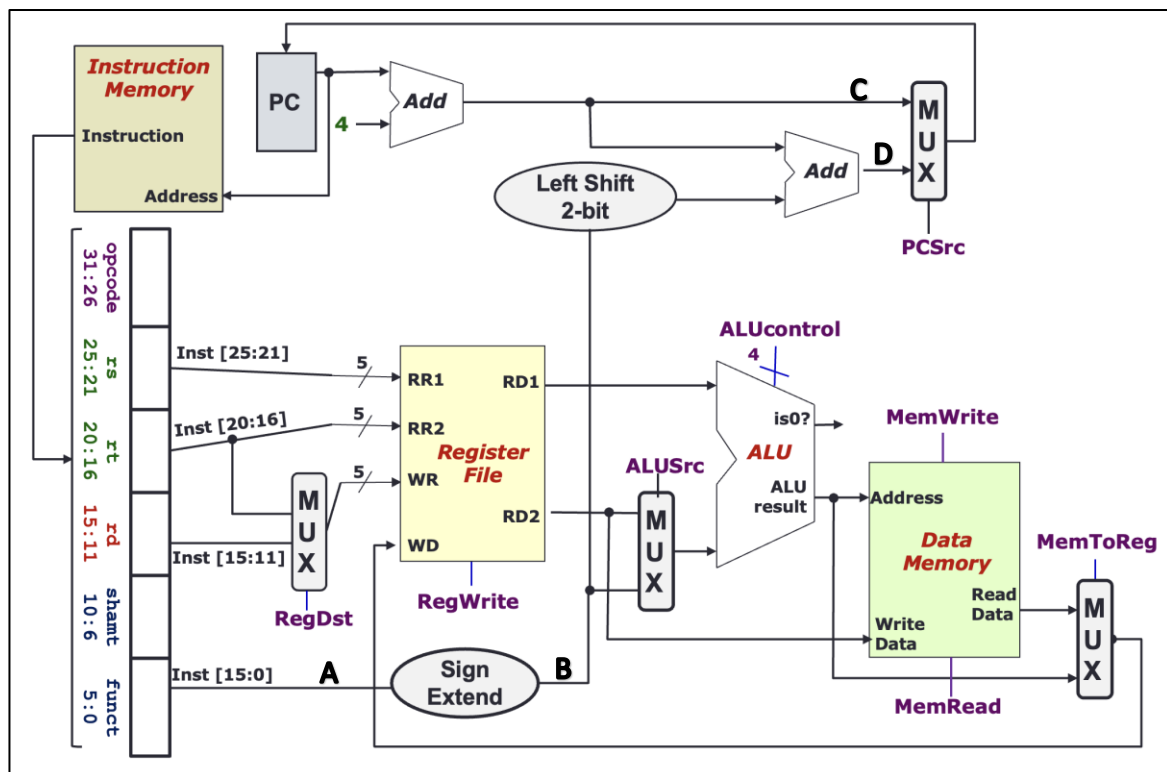 Instruction
Memory
Instruction
Address
PC
4
Add
C
Add
D
M
U
X
PCSrc
Left Shift
2-bit
opcode
31:26
rs
25:21
rt
20:16
rd
15:11
shamt
10:6
funct
5:0
Inst [25:21]
5
Inst [20:16]
5
5
Inst [15:11]
M
U
X
RegDst
Inst [15:0]
A
Sign
Extend
B
RR1
RR2
WR
WD
RD1
RD2
Register
File
RegWrite
ALUSrc
M
U
X
ALUcontrol
4
is0?
ALU
ALU
result
MemWrite
Address
Data
Memory
Read
Data
Write
Data
MemRead
MemToReg
M
U
X